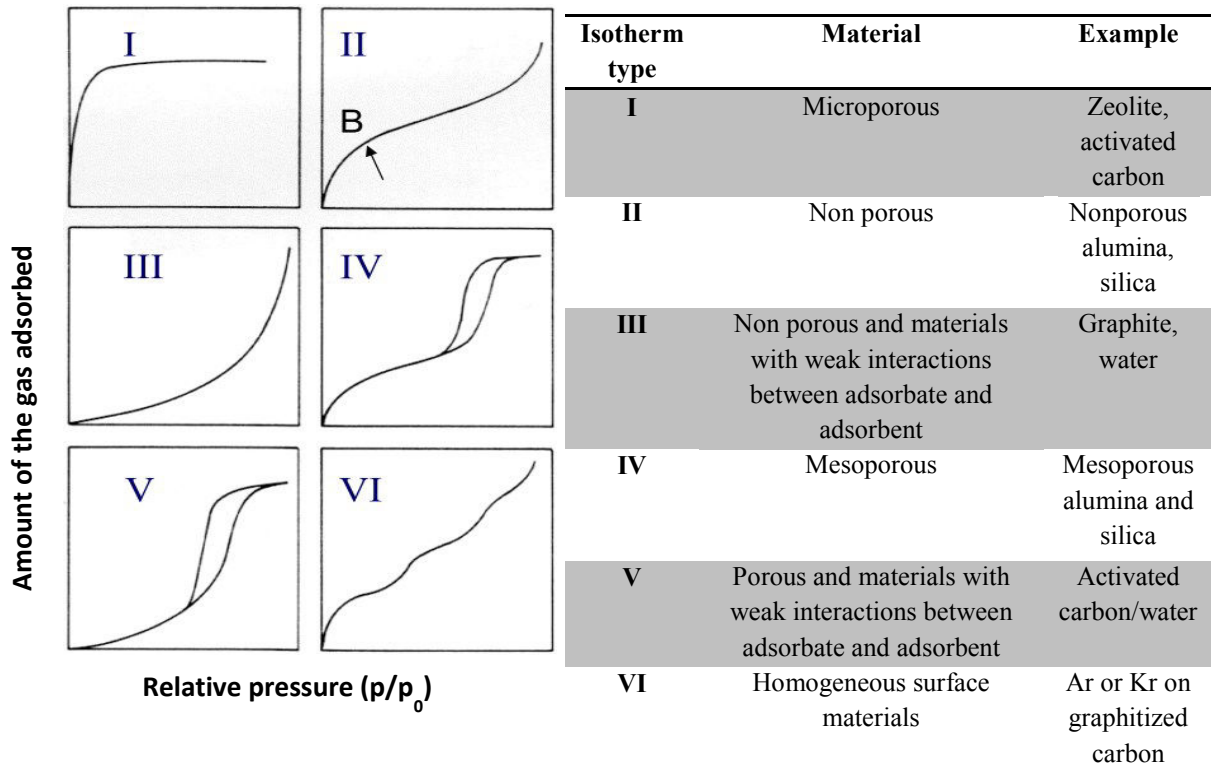 I
II
B
III
IV
V
VI
Amount of the gas adsorbed
Relative pressure (p/p0)
Isotherm type Material Example
I Microporous Zeolite, activated carbon
II Non porous Nonporous alumina, silica
III Non porous and materials with weak interactions between adsorbate and adsorbent Graphite, water
IV Mesoporous Mesoporous alumina and silica
V Porous and materials with weak interactions between adsorbate and adsorbent Activated carbon/water
VI Homogeneous surface materials Ar or Kr on graphitized carbon